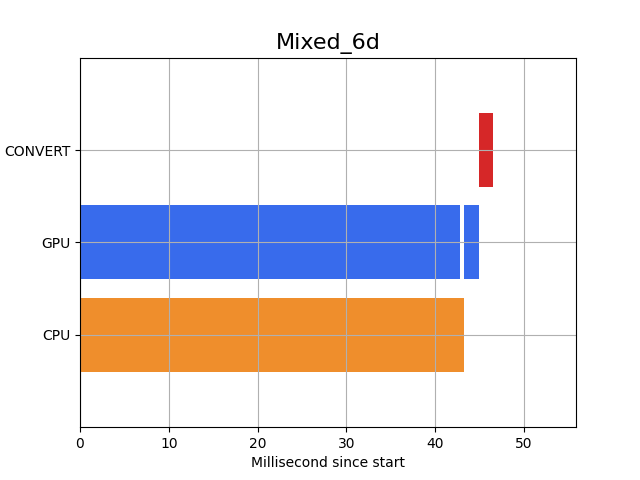 Mixed_6d
CONVERT
GPU
CPU
0 10 20 30 40 50
Millisecond since start